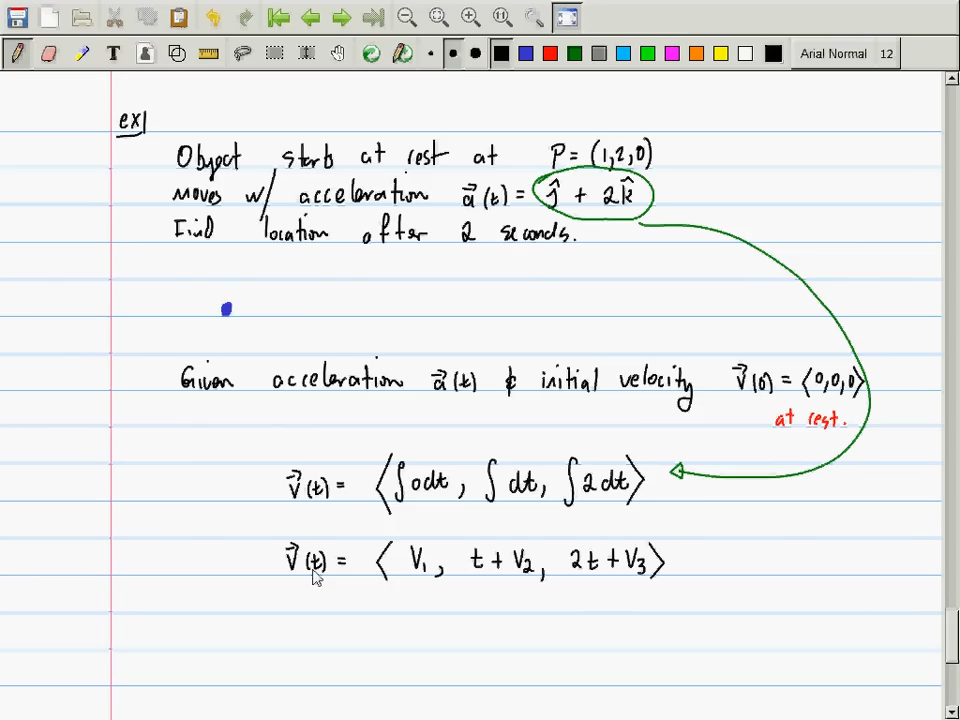 Arial Normal 12
ex1
Object starts at rest at P = (1,2,0)
moves w/ acceleration a⃗(t) = ĵ + 2k̂
Find location after 2 seconds.
Given acceleration a⃗(t) & initial velocity v⃗(0) = ⟨0,0,0⟩
at rest.
v⃗(t) = ⟨∫0dt, ∫dt, ∫2dt⟩
v⃗(t) = ⟨V₁, t + V₂, 2t + V₃⟩